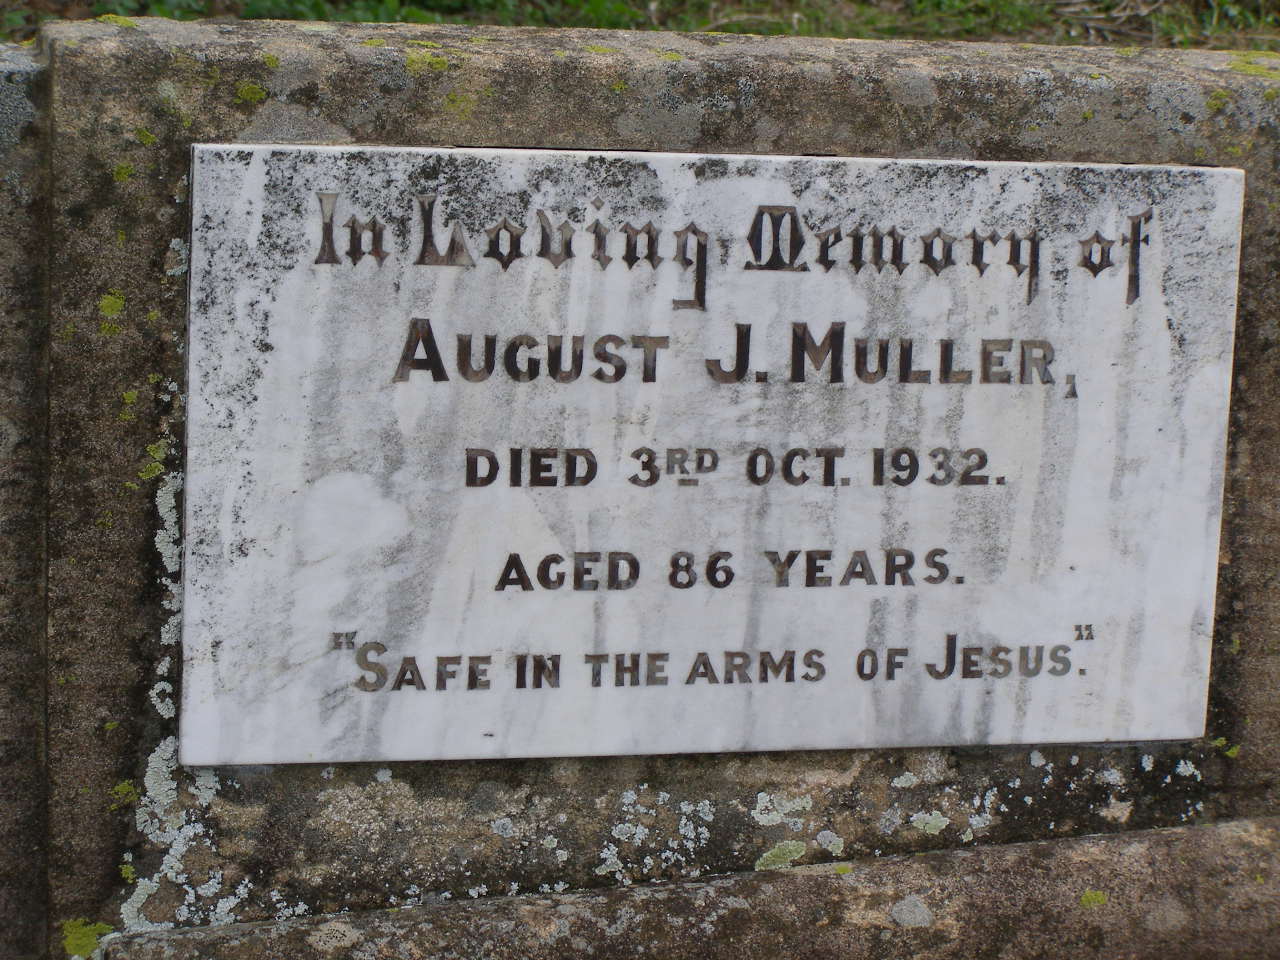 In Loving Memory of
AUGUST J. MULLER,
DIED 3RD OCT. 1932.
AGED 86 YEARS.
"SAFE IN THE ARMS OF JESUS."